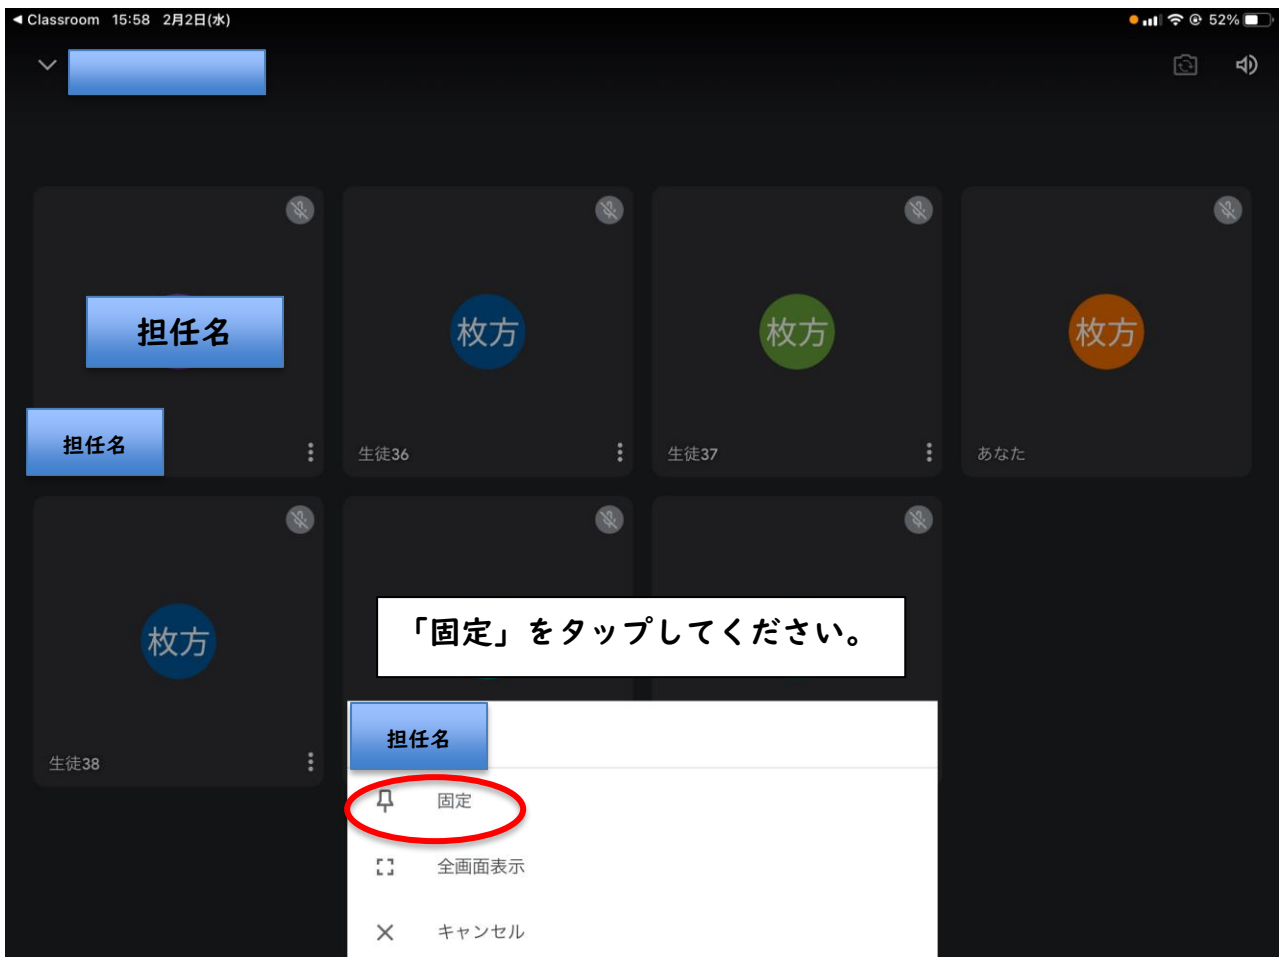 ◀ Classroom 15:58 2月2日(水)
52%
担任名
枚方
枚方
枚方
担任名
生徒36
生徒37
あなた
枚方
「固定」をタップしてください。
生徒38
担任名
固定
全画面表示
キャンセル